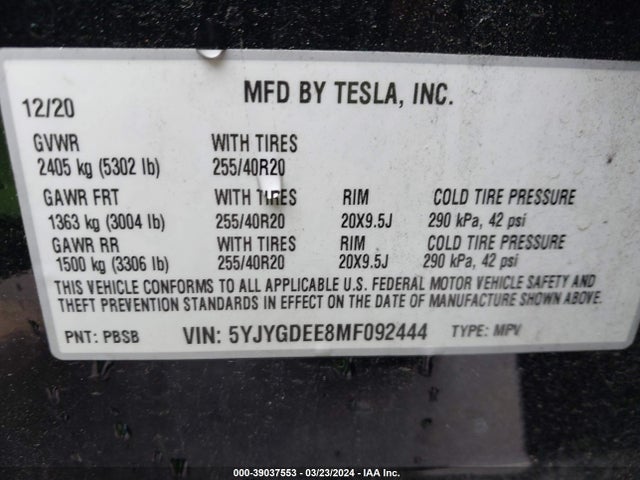 MFD BY TESLA, INC.
12/20
GVWR WITH TIRES
2405 kg (5302 lb) 255/40R20
GAWR FRT WITH TIRES RIM COLD TIRE PRESSURE
1363 kg (3004 lb) 255/40R20 20X9.5J 290 kPa, 42 psi
GAWR RR WITH TIRES RIM COLD TIRE PRESSURE
1500 kg (3306 lb) 255/40R20 20X9.5J 290 kPa, 42 psi
THIS VEHICLE CONFORMS TO ALL APPLICABLE U.S. FEDERAL MOTOR VEHICLE SAFETY AND
THEFT PREVENTION STANDARDS IN EFFECT ON THE DATE OF MANUFACTURE SHOWN ABOVE.
PNT: PBSB VIN: 5YJYGDEE8MF092444 TYPE: MPV
000-39037553 - 03/23/2024 - IAA Inc.